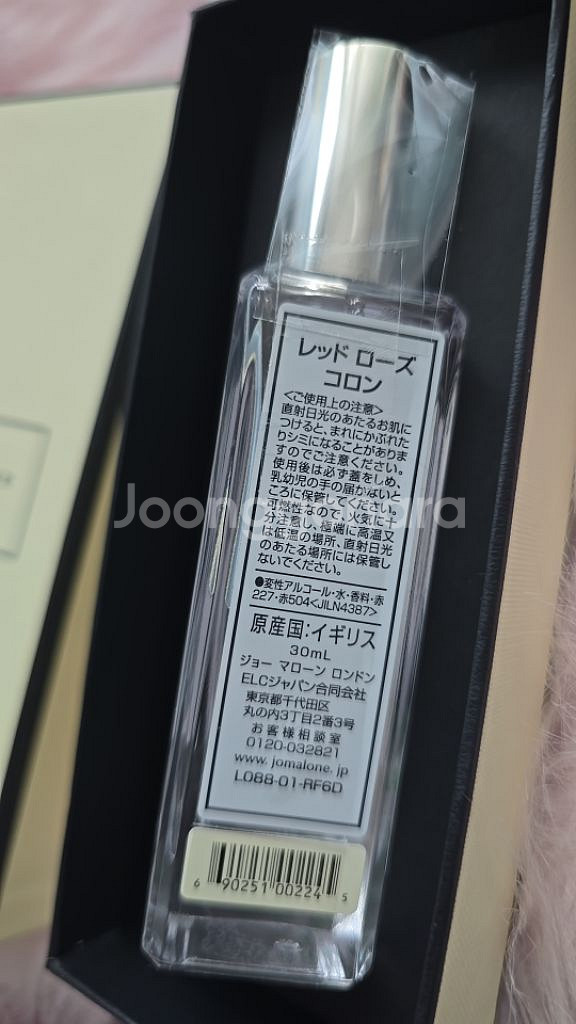 レッド ローズ
コロン
<ご使用上の注意>
直射日光のあたるお肌に
つけると、まれにかぶれた
りシミになることがありま
すのでご注意ください。
使用後は必ず蓋をしめ、
乳幼児の手の届かないと
ころに保管してください。
可燃性なので、火気に十
分注意し、極端に高温又
は低温の場所、直射日光
のあたる場所には保管し
ないでください。
●変性アルコール・水・香料・赤
227・赤504<JILN4387>
原産国:イギリス
30mL
ジョー マローン ロンドン
ELCジャパン合同会社
東京都千代田区
丸の内3丁目2番3号
お客様相談室
0120-032821
www. jomalone. jp
L088-01-RF6D
6 90251 00224 5